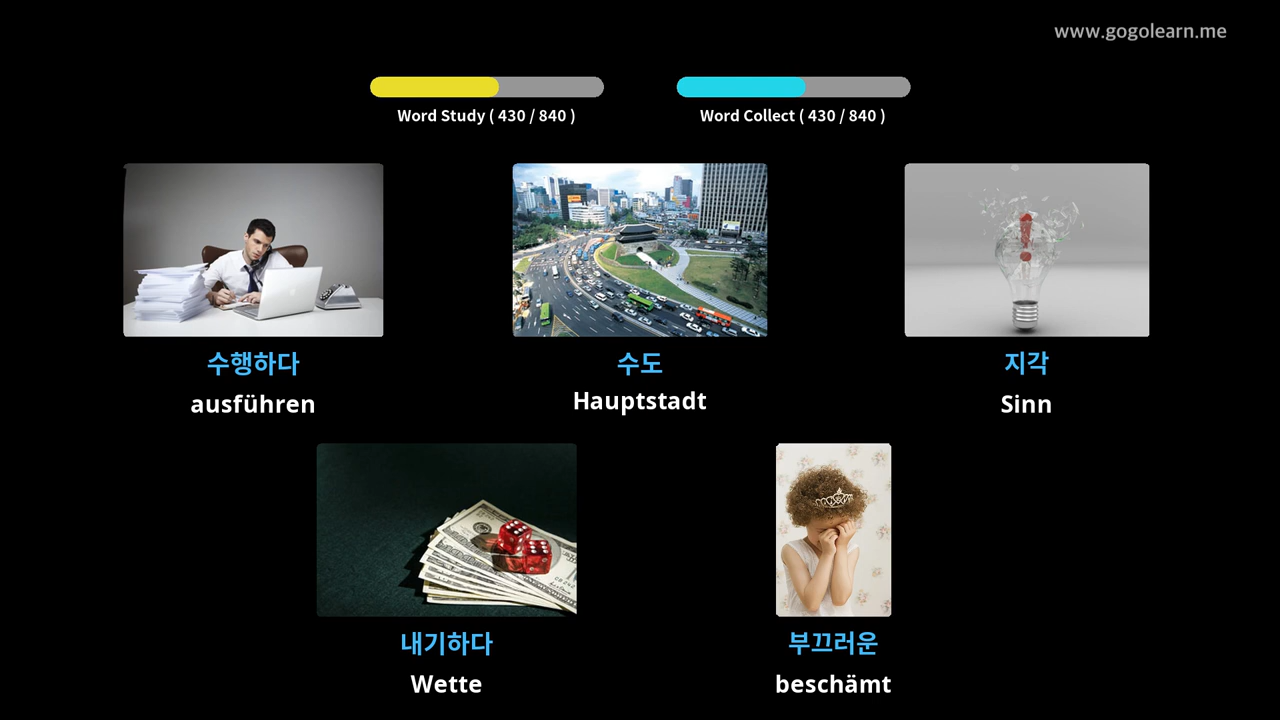 www.gogolearn.me
Word Study ( 430 / 840 )
Word Collect ( 430 / 840 )
수행하다
ausführen
수도
Hauptstadt
지각
Sinn
내기하다
Wette
부끄러운
beschämt